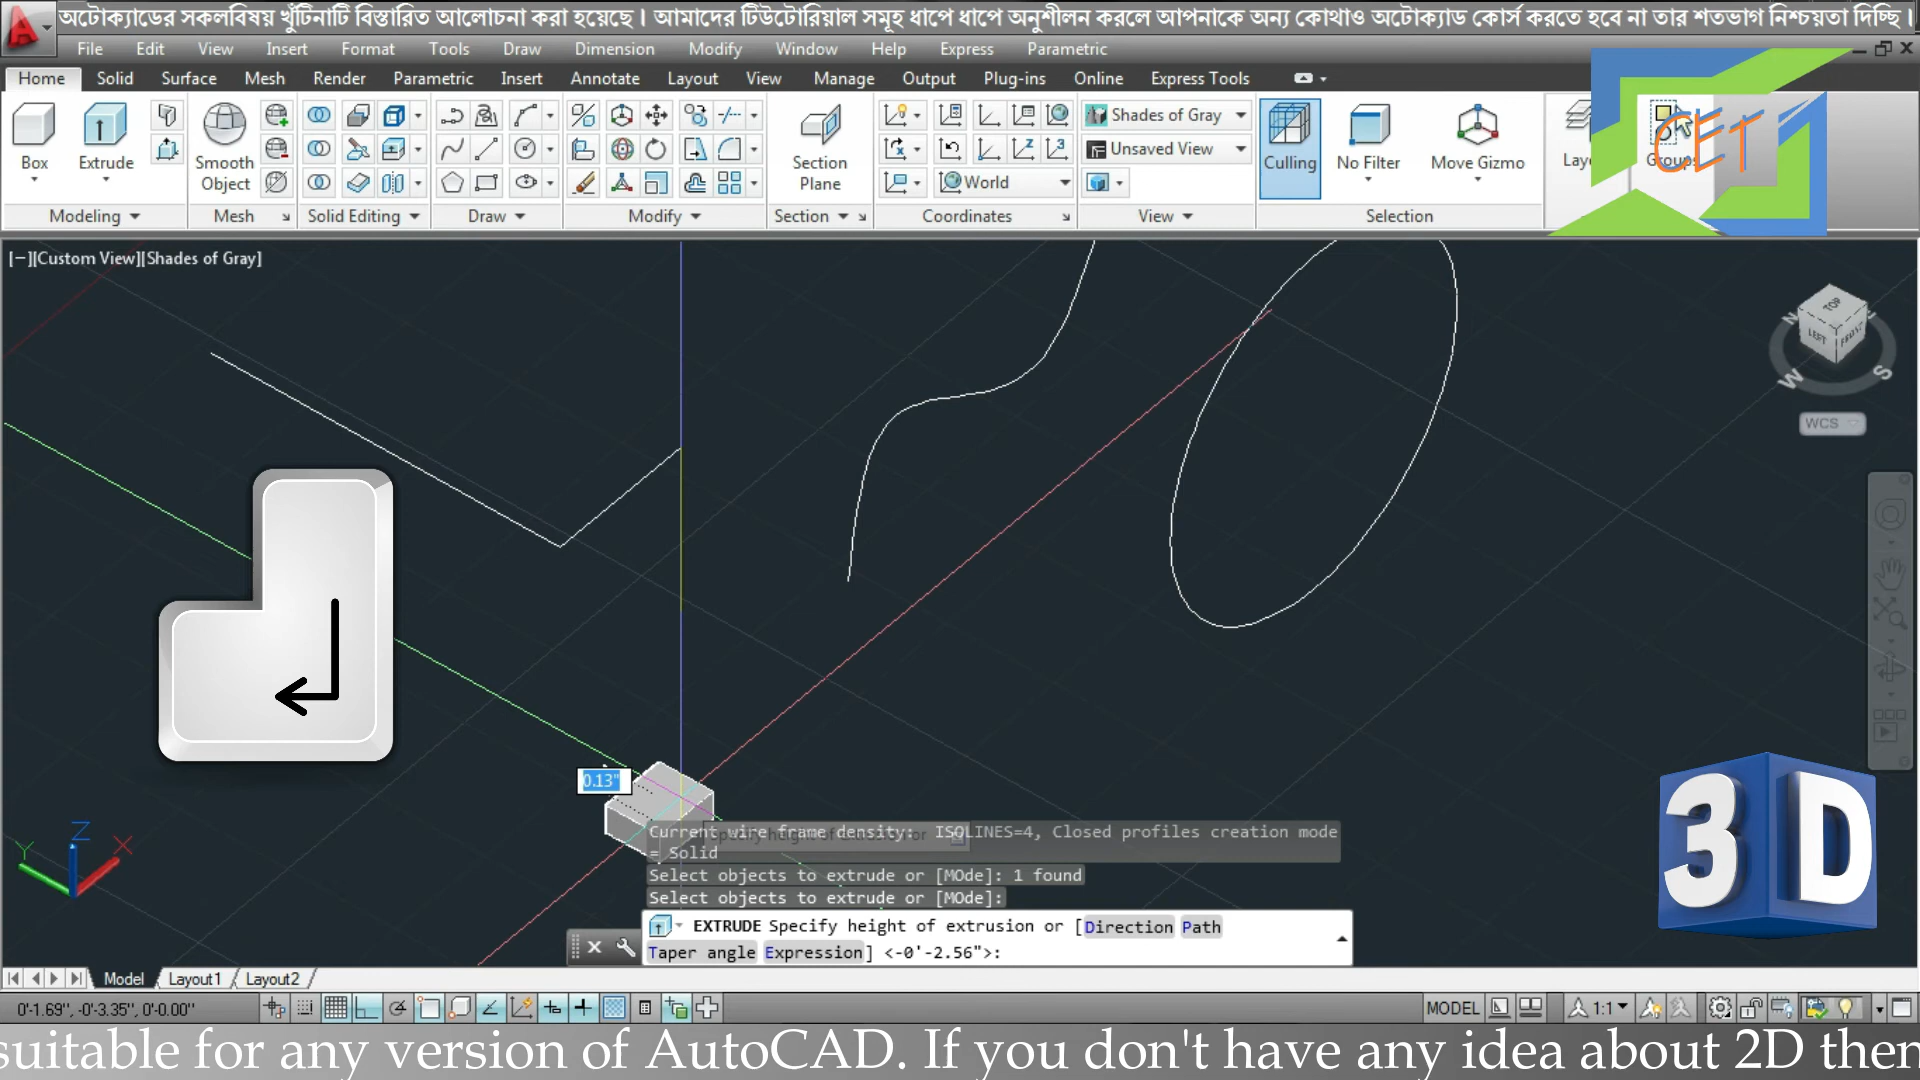 অটোক্যাডের সকলবিষয় খুঁটিনাটি বিস্তারিত আলোচনা করা হয়েছে। আমাদের টিউটোরিয়াল সমূহ ধাপে ধাপে অনুশীলন করলে আপনাকে অন্য কোথাও অটোক্যাড কোর্স করতে হবে না তার শতভাগ নিশ্চয়তা দিচ্ছি।
File Edit View Insert Format Tools Draw Dimension Modify Window Help Express Parametric
Home Solid Surface Mesh Render Parametric Insert Annotate Layout View Manage Output Plug-ins Online Express Tools
Box Extrude Smooth Object Section Plane Shades of Gray Unsaved View World Culling No Filter Move Gizmo Groups
CET
Modeling Mesh Solid Editing Draw Modify Section Coordinates View Selection
[−][Custom View][Shades of Gray]
TOP
LEFT
N
W
S
WCS
0.13"
Current wire frame density: ISOLINES=4, Closed profiles creation mode
= Solid
Select objects to extrude or [MOde]: 1 found
Select objects to extrude or [MOde]:
EXTRUDE Specify height of extrusion or [Direction Path
Taper angle Expression] <-0'-2.56">:
Z
Y X
3D
Model Layout1 Layout2
0'-1.69", -0'-3.35", 0'-0.00" MODEL 1:1
suitable for any version of AutoCAD. If you don't have any idea about 2D then